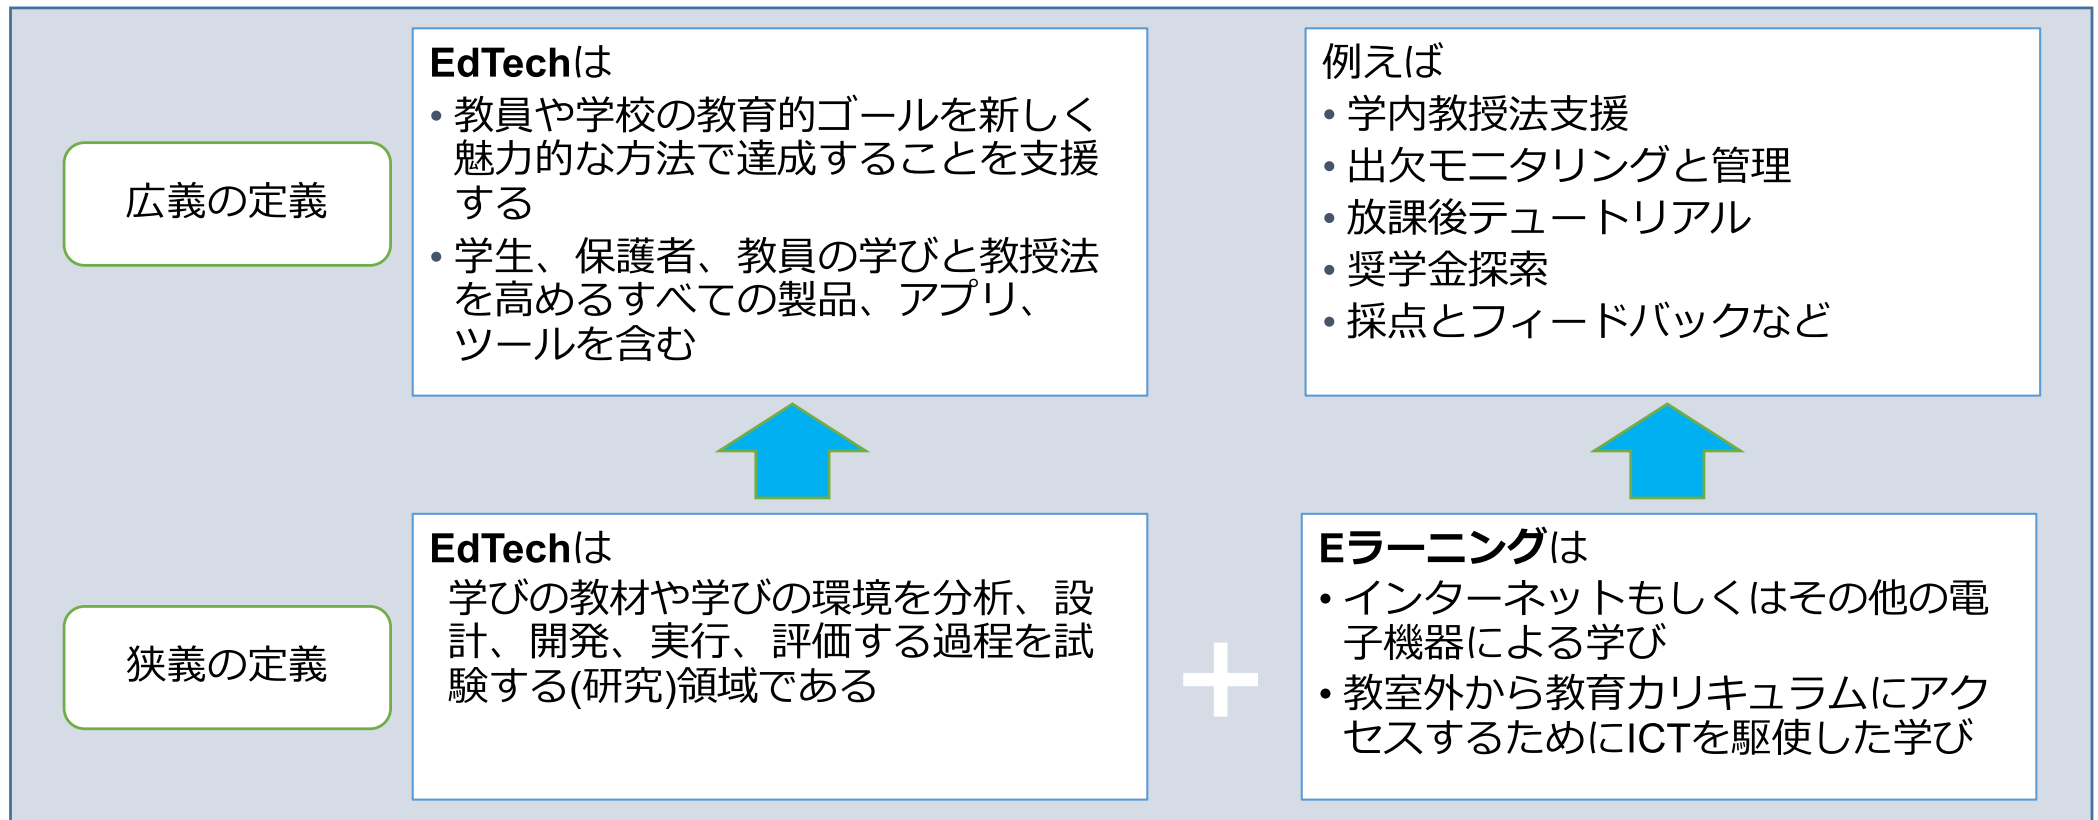 広義の定義
EdTechは
• 教員や学校の教育的ゴールを新しく
魅力的な方法で達成することを支援
する
• 学生、保護者、教員の学びと教授法
を高めるすべての製品、アプリ、
ツールを含む
例えば
• 学内教授法支援
• 出欠モニタリングと管理
• 放課後テュートリアル
• 奨学金探索
• 採点とフィードバックなど
狭義の定義
EdTechは
学びの教材や学びの環境を分析、設
計、開発、実行、評価する過程を試
験する(研究)領域である
+
Eラーニングは
• インターネットもしくはその他の電
子機器による学び
• 教室外から教育カリキュラムにアク
セスするためにICTを駆使した学び